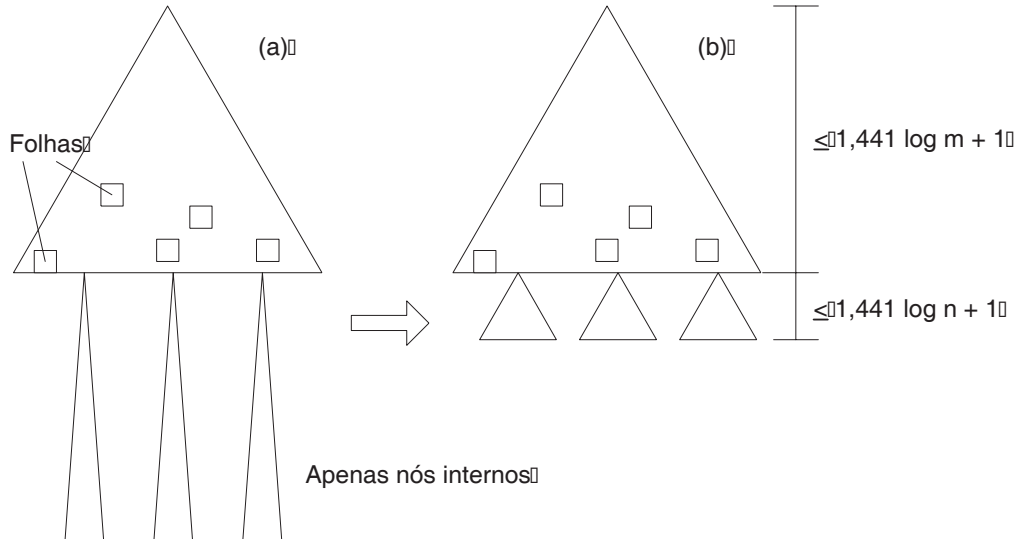 (a)▯
(b)▯
Folhas▯
≤▯1,441 log m + 1▯
≤▯1,441 log n + 1▯
Apenas nós internos▯